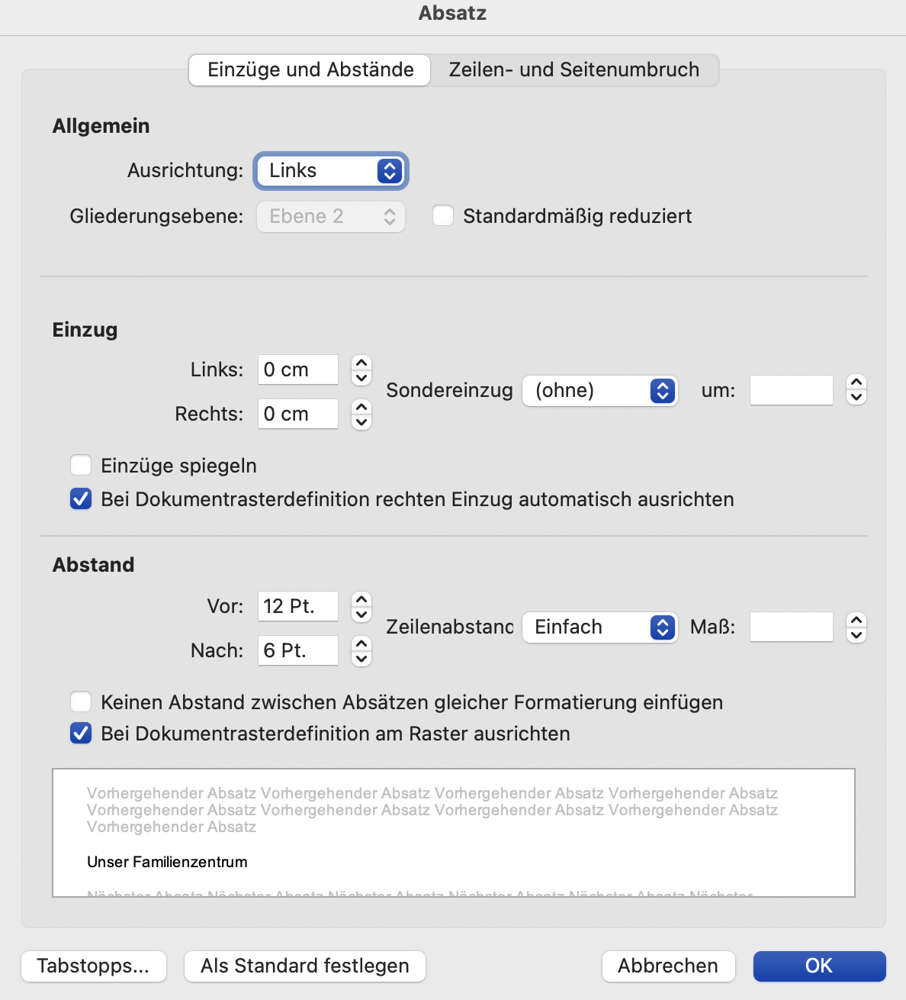 Absatz
Einzüge und Abstände Zeilen- und Seitenumbruch
Allgemein
Ausrichtung: Links
Gliederungsebene: Ebene 2 Standardmäßig reduziert
Einzug
Links: 0 cm
Sondereinzug (ohne) um:
Rechts: 0 cm
Einzüge spiegeln
Bei Dokumentrasterdefinition rechten Einzug automatisch ausrichten
Abstand
Vor: 12 Pt.
Zeilenabstand Einfach Maß:
Nach: 6 Pt.
Keinen Abstand zwischen Absätzen gleicher Formatierung einfügen
Bei Dokumentrasterdefinition am Raster ausrichten
Vorhergehender Absatz Vorhergehender Absatz Vorhergehender Absatz Vorhergehender Absatz
Vorhergehender Absatz Vorhergehender Absatz Vorhergehender Absatz Vorhergehender Absatz
Vorhergehender Absatz
Unser Familienzentrum
Nächster Absatz Nächster Absatz Nächster Absatz Nächster Absatz Nächster Absatz Nächster
Tabstopps... Als Standard festlegen Abbrechen OK